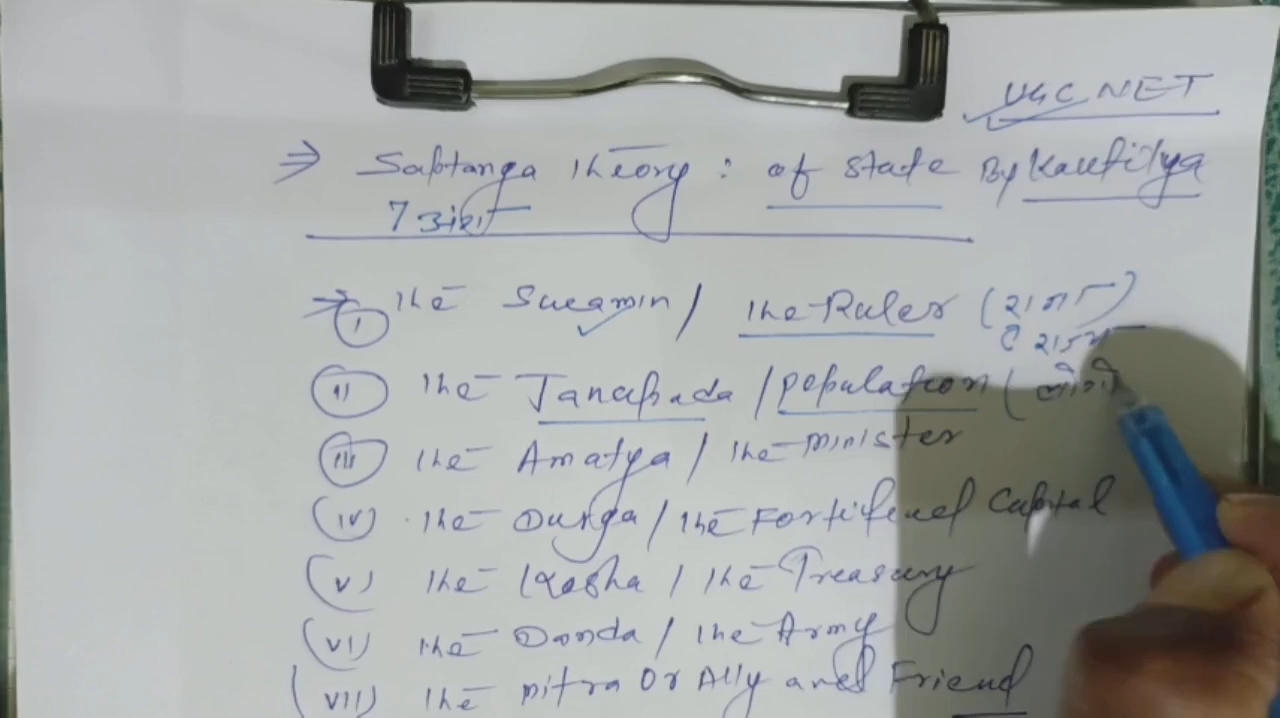 UGC NET
⇒ Saptanga Theory : of State By Kautilya
7 अंग
→ (i) The Swamin / The Ruler (राजा)
The Janapada / Population (
(ii)
(iii) The Amatya / The Minister
(iv) The Durga / The Fortified Capital
(v) The Kosha / The Treasury
(vi) The Danda / The Army
(vii) The Mitra Or Ally and Friend